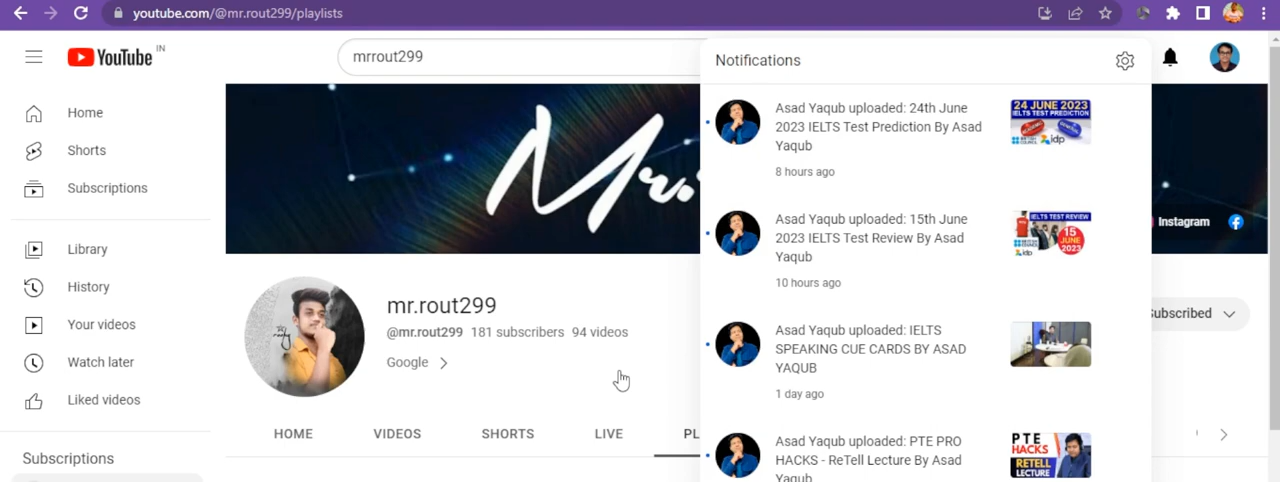 youtube.com/@mr.rout299/playlists
YouTube IN
mrrout299
Notifications
Home
Shorts
Subscriptions
Library
History
Your videos
Watch later
Liked videos
Subscriptions
Mr.
Instagram
mr.rout299
@mr.rout299 181 subscribers 94 videos
Google
HOME VIDEOS SHORTS LIVE PL
Asad Yaqub uploaded: 24th June
2023 IELTS Test Prediction By Asad
Yaqub
8 hours ago
24 JUNE 2023
IELTS TEST PREDICTION
idp
Asad Yaqub uploaded: 15th June
2023 IELTS Test Review By Asad
Yaqub
10 hours ago
IELTS TEST REVIEW
15
JUNE
2023
idp
Asad Yaqub uploaded: IELTS
SPEAKING CUE CARDS BY ASAD
YAQUB
1 day ago
Asad Yaqub uploaded: PTE PRO
HACKS - ReTell Lecture By Asad
Yaqub
PTE
HACKS
RETELL
LECTURE
ubscribed